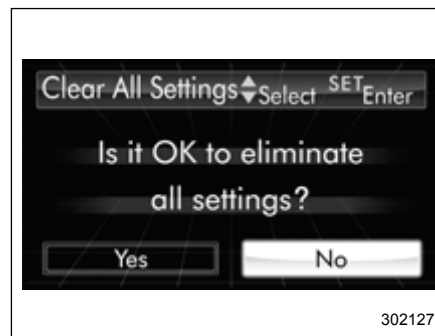 Clear All Settings Select SET Enter
Is it OK to eliminate
all settings?
Yes No
302127